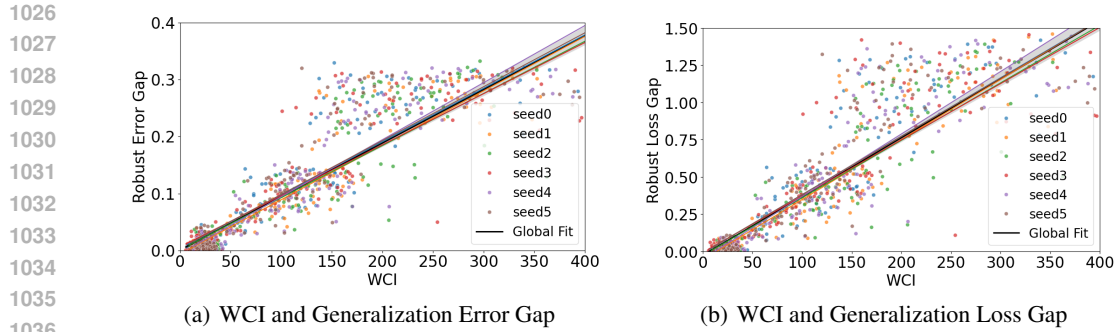 1026
1027
1028
1029
1030
1031
1032
1033
1034
1035
1036
0.4
0.3
0.2
0.1
0.0
Robust Error Gap
seed0
seed1
seed2
seed3
seed4
seed5
Global Fit
0 50 100 150 200 250 300 350 400
WCI
(a) WCI and Generalization Error Gap
1.50
1.25
1.00
0.75
0.50
0.25
0.00
Robust Loss Gap
seed0
seed1
seed2
seed3
seed4
seed5
Global Fit
0 50 100 150 200 250 300 350 400
WCI
(b) WCI and Generalization Loss Gap